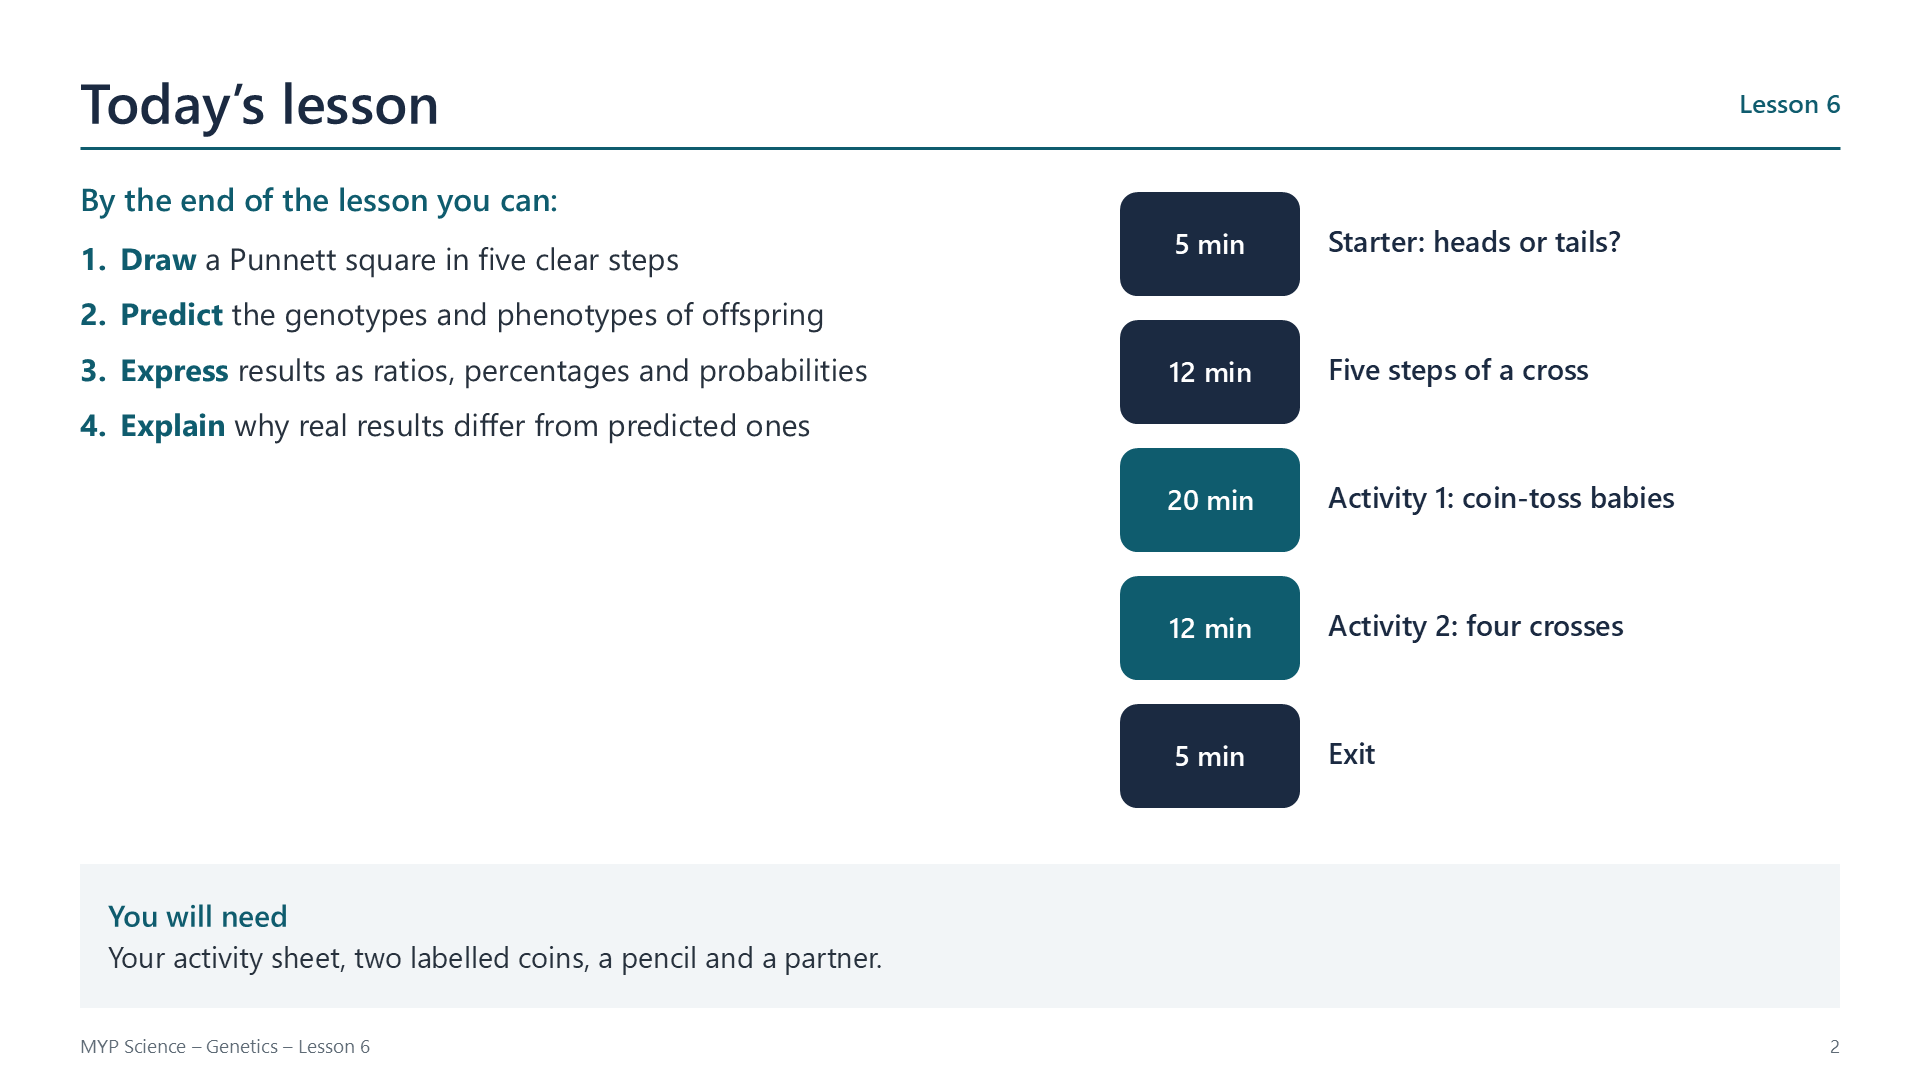 Today’s lesson
Lesson 6
By the end of the lesson you can:
1. Draw a Punnett square in five clear steps
2. Predict the genotypes and phenotypes of offspring
3. Express results as ratios, percentages and probabilities
4. Explain why real results differ from predicted ones
5 min
Starter: heads or tails?
12 min
Five steps of a cross
20 min
Activity 1: coin-toss babies
12 min
Activity 2: four crosses
5 min
Exit
You will need
Your activity sheet, two labelled coins, a pencil and a partner.
MYP Science – Genetics – Lesson 6
2